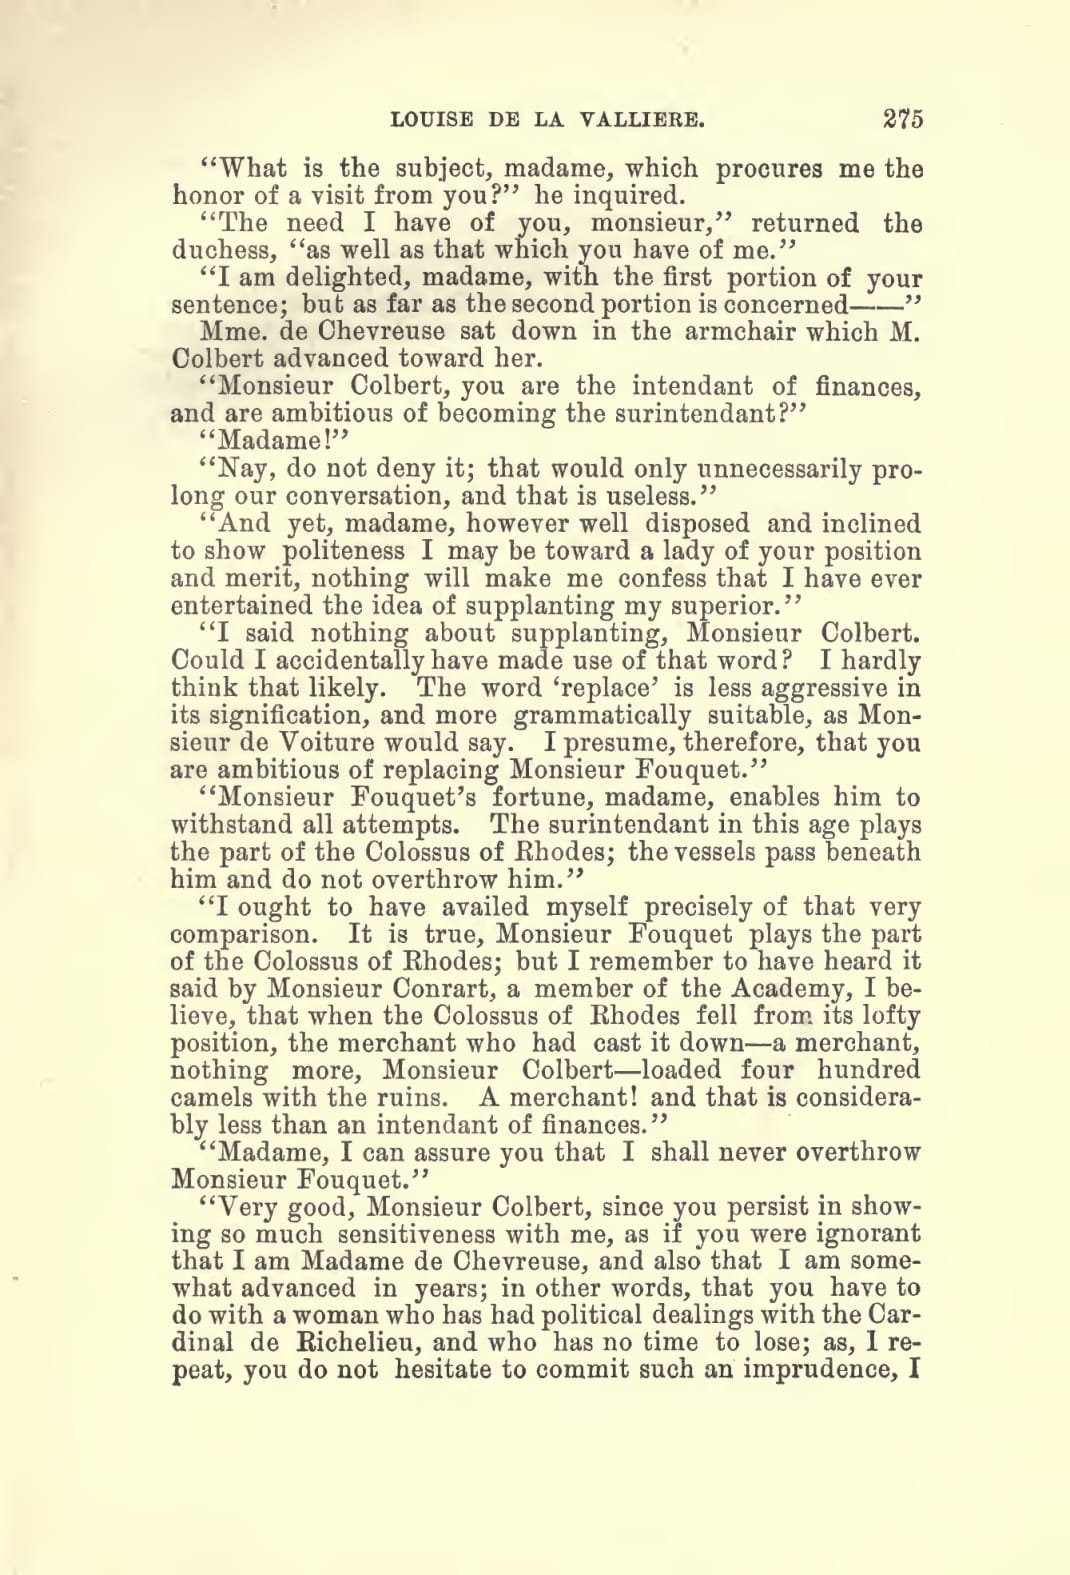 LOUISE DE LA VALLIERE. 275
“What is the subject, madame, which procures me the
honor of a visit from you?” he inquired.
“The need I have of you, monsieur,” returned the
duchess, “as well as that which you have of me.”
“I am delighted, madame, with the first portion of your
sentence; but as far as the second portion is concerned——”
Mme. de Chevreuse sat down in the armchair which M.
Colbert advanced toward her.
“Monsieur Colbert, you are the intendant of finances,
and are ambitious of becoming the surintendant?”
“Madame!”
“Nay, do not deny it; that would only unnecessarily pro-
long our conversation, and that is useless.”
“And yet, madame, however well disposed and inclined
to show politeness I may be toward a lady of your position
and merit, nothing will make me confess that I have ever
entertained the idea of supplanting my superior.”
“I said nothing about supplanting, Monsieur Colbert.
Could I accidentally have made use of that word? I hardly
think that likely. The word ‘replace’ is less aggressive in
its signification, and more grammatically suitable, as Mon-
sieur de Voiture would say. I presume, therefore, that you
are ambitious of replacing Monsieur Fouquet.”
“Monsieur Fouquet’s fortune, madame, enables him to
withstand all attempts. The surintendant in this age plays
the part of the Colossus of Rhodes; the vessels pass beneath
him and do not overthrow him.”
“I ought to have availed myself precisely of that very
comparison. It is true, Monsieur Fouquet plays the part
of the Colossus of Rhodes; but I remember to have heard it
said by Monsieur Conrart, a member of the Academy, I be-
lieve, that when the Colossus of Rhodes fell from its lofty
position, the merchant who had cast it down—a merchant,
nothing more, Monsieur Colbert—loaded four hundred
camels with the ruins. A merchant! and that is considera-
bly less than an intendant of finances.”
“Madame, I can assure you that I shall never overthrow
Monsieur Fouquet.”
“Very good, Monsieur Colbert, since you persist in show-
ing so much sensitiveness with me, as if you were ignorant
that I am Madame de Chevreuse, and also that I am some-
what advanced in years; in other words, that you have to
do with a woman who has had political dealings with the Car-
dinal de Richelieu, and who has no time to lose; as, I re-
peat, you do not hesitate to commit such an imprudence, I